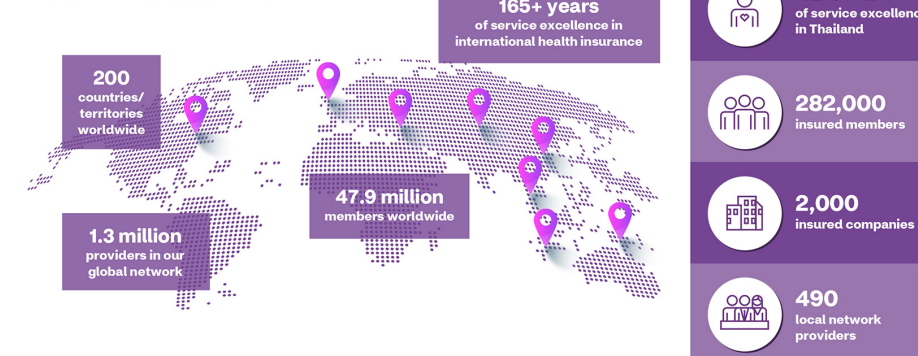 165+ years
of service excellence in
international health insurance
200
countries/
territories
worldwide
47.9 million
members worldwide
1.3 million
providers in our
global network
of service
in Thailand
282,000
insured members
2,000
insured companies
490
local network
providers